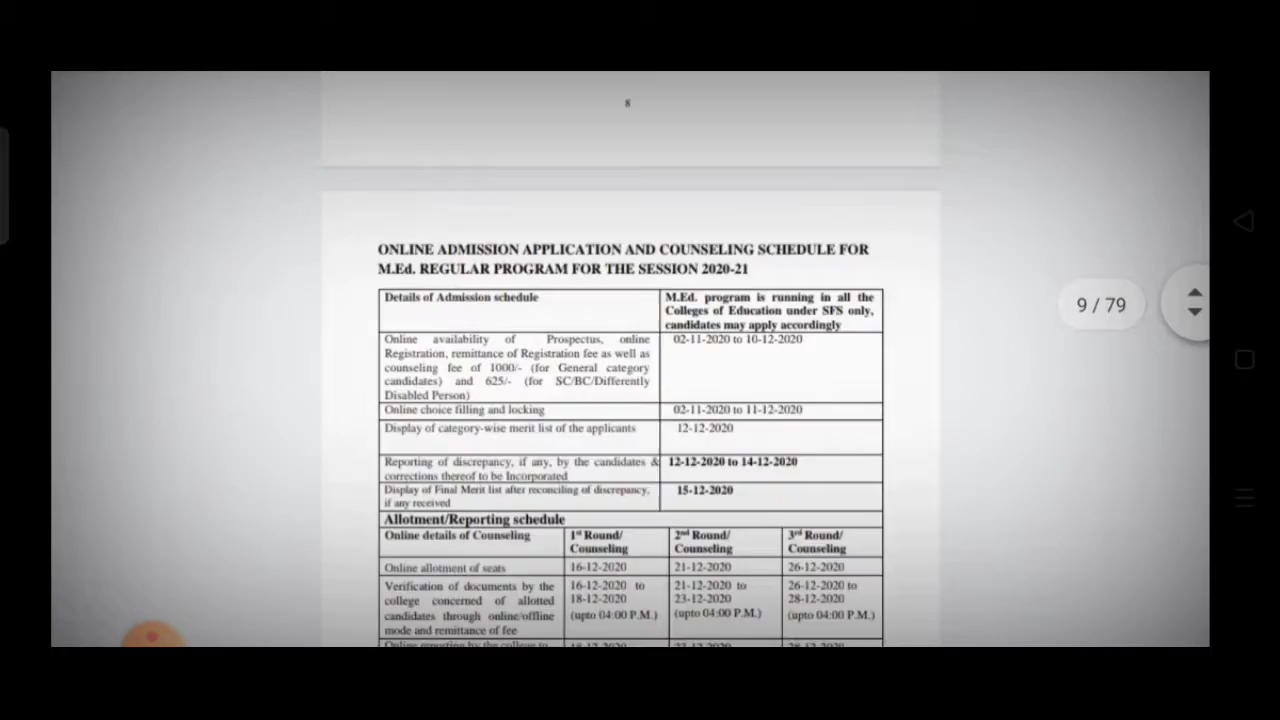 8
ONLINE ADMISSION APPLICATION AND COUNSELING SCHEDULE FOR
M.Ed. REGULAR PROGRAM FOR THE SESSION 2020-21
Details of Admission schedule
M.Ed. program is running in all the
Colleges of Education under SFS only,
candidates may apply accordingly
Online availability of Prospectus, online
Registration, remittance of Registration fee as well as
counseling fee of 1000/- (for General category
candidates) and 625/- (for SC/BC/Differently
Disabled Person)
02-11-2020 to 10-12-2020
Online choice filling and locking
02-11-2020 to 11-12-2020
Display of category-wise merit list of the applicants
12-12-2020
Reporting of discrepancy, if any, by the candidates &
corrections thereof to be Incorporated
12-12-2020 to 14-12-2020
Display of Final Merit list after reconciling of discrepancy,
if any received
15-12-2020
Allotment/Reporting schedule
Online details of Counseling
1st Round/
Counseling
2nd Round/
Counseling
3rd Round/
Counseling
Online allotment of seats
16-12-2020
21-12-2020
26-12-2020
Verification of documents by the
college concerned of allotted
candidates through online/offline
mode and remittance of fee
16-12-2020 to
18-12-2020
(upto 04:00 P.M.)
21-12-2020 to
23-12-2020
(upto 04:00 P.M.)
26-12-2020 to
28-12-2020
(upto 04:00 P.M.)
Online reporting by the college to
9 / 79